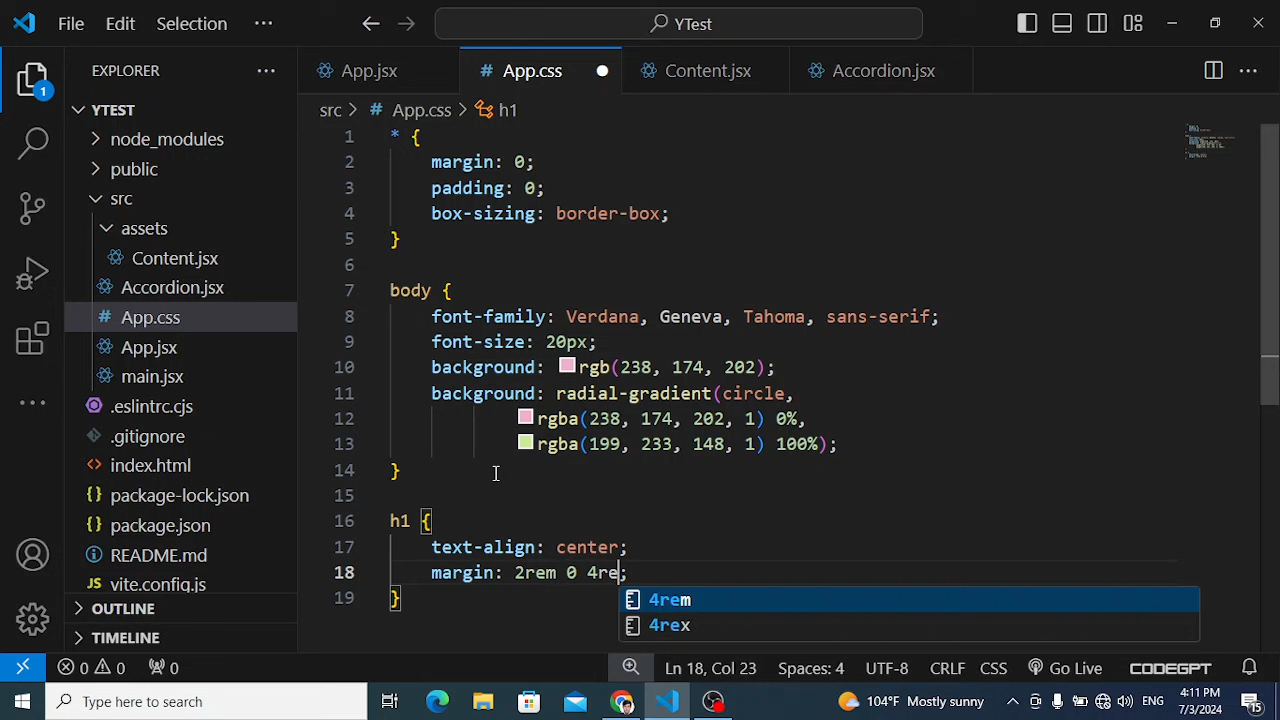 File Edit Selection ··· YTest
EXPLORER ···
App.jsx App.css Content.jsx Accordion.jsx ···
src > # App.css > h1
1
YTEST
node_modules
public
src
assets
Content.jsx
Accordion.jsx
# App.css
App.jsx
main.jsx
.eslintrc.cjs
.gitignore
index.html
package-lock.json
package.json
README.md
vite.config.js
OUTLINE
TIMELINE
1 * {
2 margin: 0;
3 padding: 0;
4 box-sizing: border-box;
5 }
6
7 body {
8 font-family: Verdana, Geneva, Tahoma, sans-serif;
9 font-size: 20px;
10 background: rgb(238, 174, 202);
11 background: radial-gradient(circle,
12 rgba(238, 174, 202, 1) 0%,
13 rgba(199, 233, 148, 1) 100%);
14 }
15
16 h1 {
17 text-align: center;
18 margin: 2rem 0 4re;
19 }
4rem
4rex
0 0 0 Ln 18, Col 23 Spaces: 4 UTF-8 CRLF CSS Go Live CODEGPT
Type here to search 104°F Mostly sunny ENG 4:11 PM
7/3/2024 15